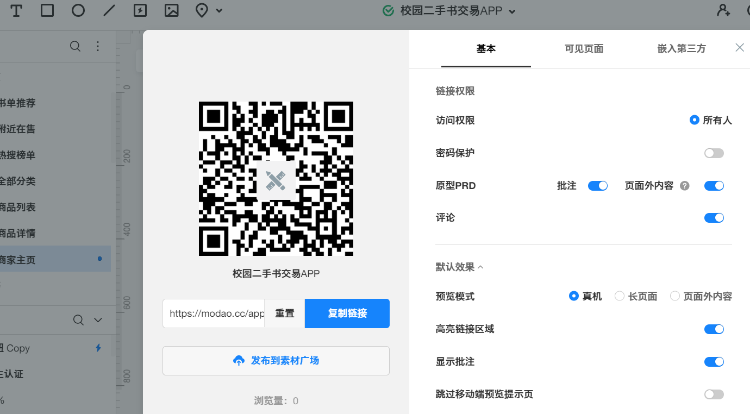 校园二手书交易APP
书单推荐
附近在售
热搜榜单
全部分类
商品列表
商品详情
商家主页
Copy
主认证
%
0
200
400
600
800
校园二手书交易APP
https://modao.cc/app
重置
复制链接
发布到素材广场
浏览量：0
基本
可见页面
嵌入第三方
链接权限
访问权限
所有人
密码保护
原型PRD
批注
页面外内容
?
评论
默认效果
预览模式
真机
长页面
页面外内容
高亮链接区域
显示批注
跳过移动端预览提示页